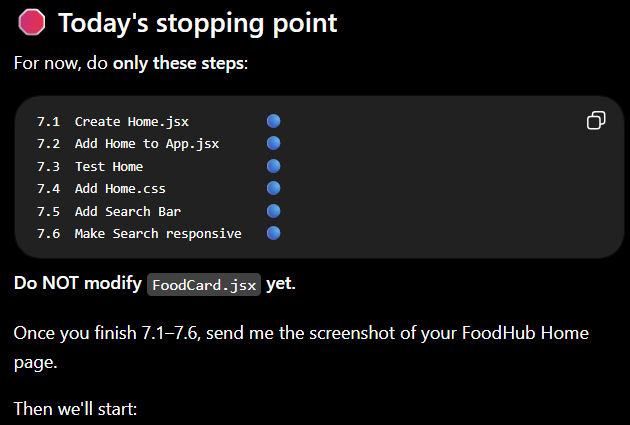 Today's stopping point
For now, do only these steps:
7.1 Create Home.jsx
7.2 Add Home to App.jsx
7.3 Test Home
7.4 Add Home.css
7.5 Add Search Bar
7.6 Make Search responsive
Do NOT modify FoodCard.jsx yet.
Once you finish 7.1–7.6, send me the screenshot of your FoodHub Home
page.
Then we'll start: